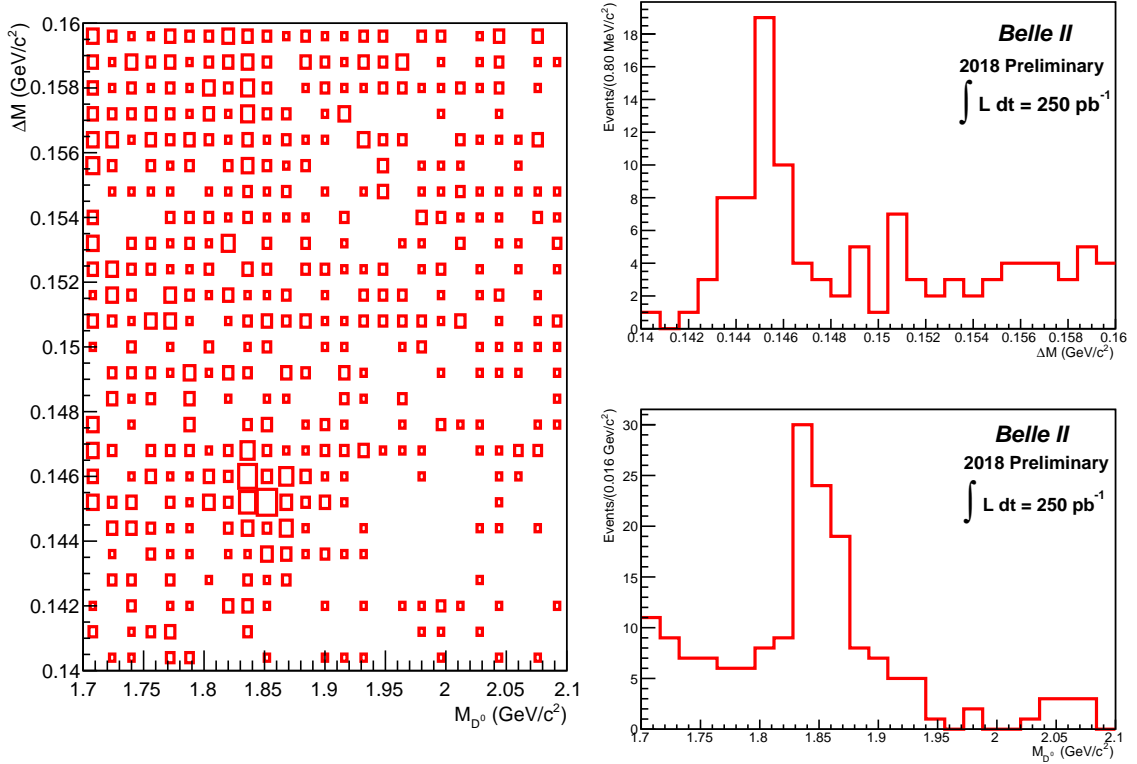 ΔM (GeV/c²)
0.16
0.158
0.156
0.154
0.152
0.15
0.148
0.146
0.144
0.142
0.14
1.7 1.75 1.8 1.85 1.9 1.95 2 2.05 2.1
M_D⁰ (GeV/c²)
Events/(0.80 MeV/c²)
18
16
14
12
10
8
6
4
2
0
0.14 0.142 0.144 0.146 0.148 0.15 0.152 0.154 0.156 0.158 0.16
ΔM (GeV/c²)
Belle II
2018 Preliminary
∫ L dt = 250 pb⁻¹
Events/(0.016 Gev/c²)
30
25
20
15
10
5
0
1.7 1.75 1.8 1.85 1.9 1.95 2 2.05 2.1
M_D⁰ (GeV/c²)
Belle II
2018 Preliminary
∫ L dt = 250 pb⁻¹